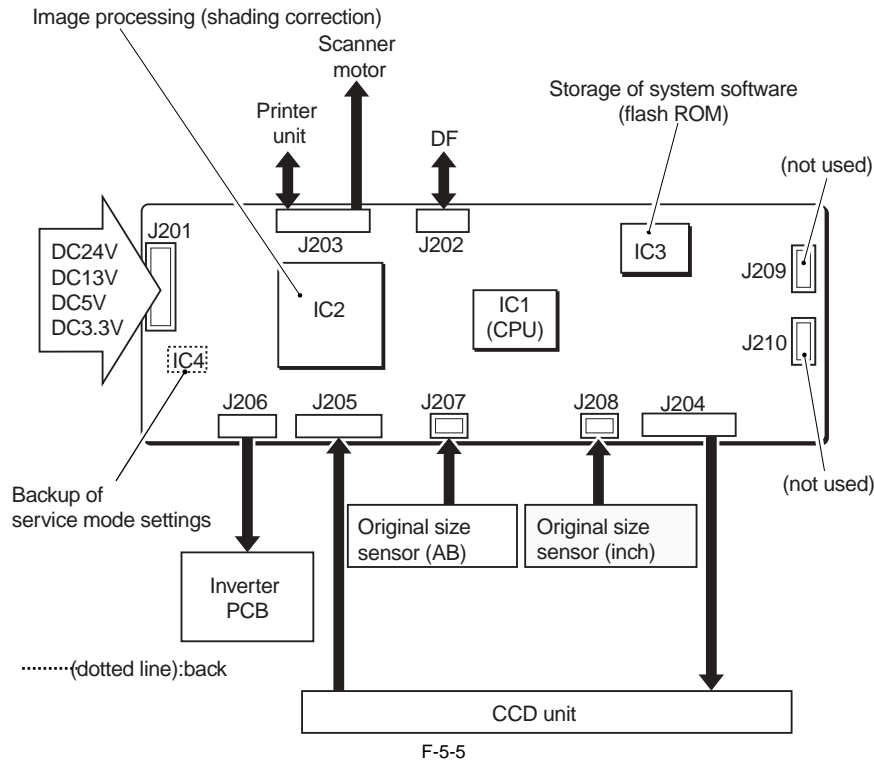 Image processing (shading correction)
Scanner
motor
Printer
unit
DF
Storage of system software
(flash ROM)
(not used)
J201
J203
J202
IC3
J209
DC24V
DC13V
DC5V
DC3.3V
IC2
IC1
(CPU)
J210
IC4
J206
J205
J207
J208
J204
Backup of
service mode settings
(not used)
Original size
sensor (AB)
Original size
sensor (inch)
Inverter
PCB
(dotted line):back
CCD unit
F-5-5